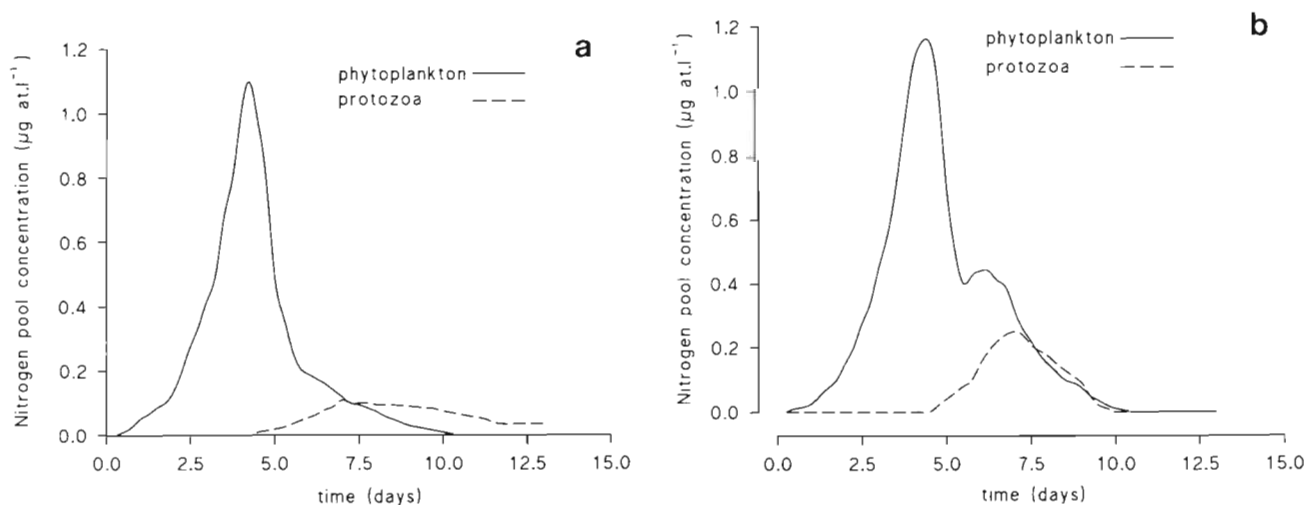 a
phytoplankton
protozoa
Nitrogen pool concentration (µg at.l⁻¹)
1.2
1.0
0.8
0.6
0.4
0.2
0.0
0.0 2.5 5.0 7.5 10.0 12.5 15.0
time (days)
b
phytoplankton
protozoa
Nitrogen pool concentration (µg at.l⁻¹)
1.2
1.0
0.8
0.6
0.4
0.2
0.0
0.0 2.5 5.0 7.5 10.0 12.5 15.0
time (days)